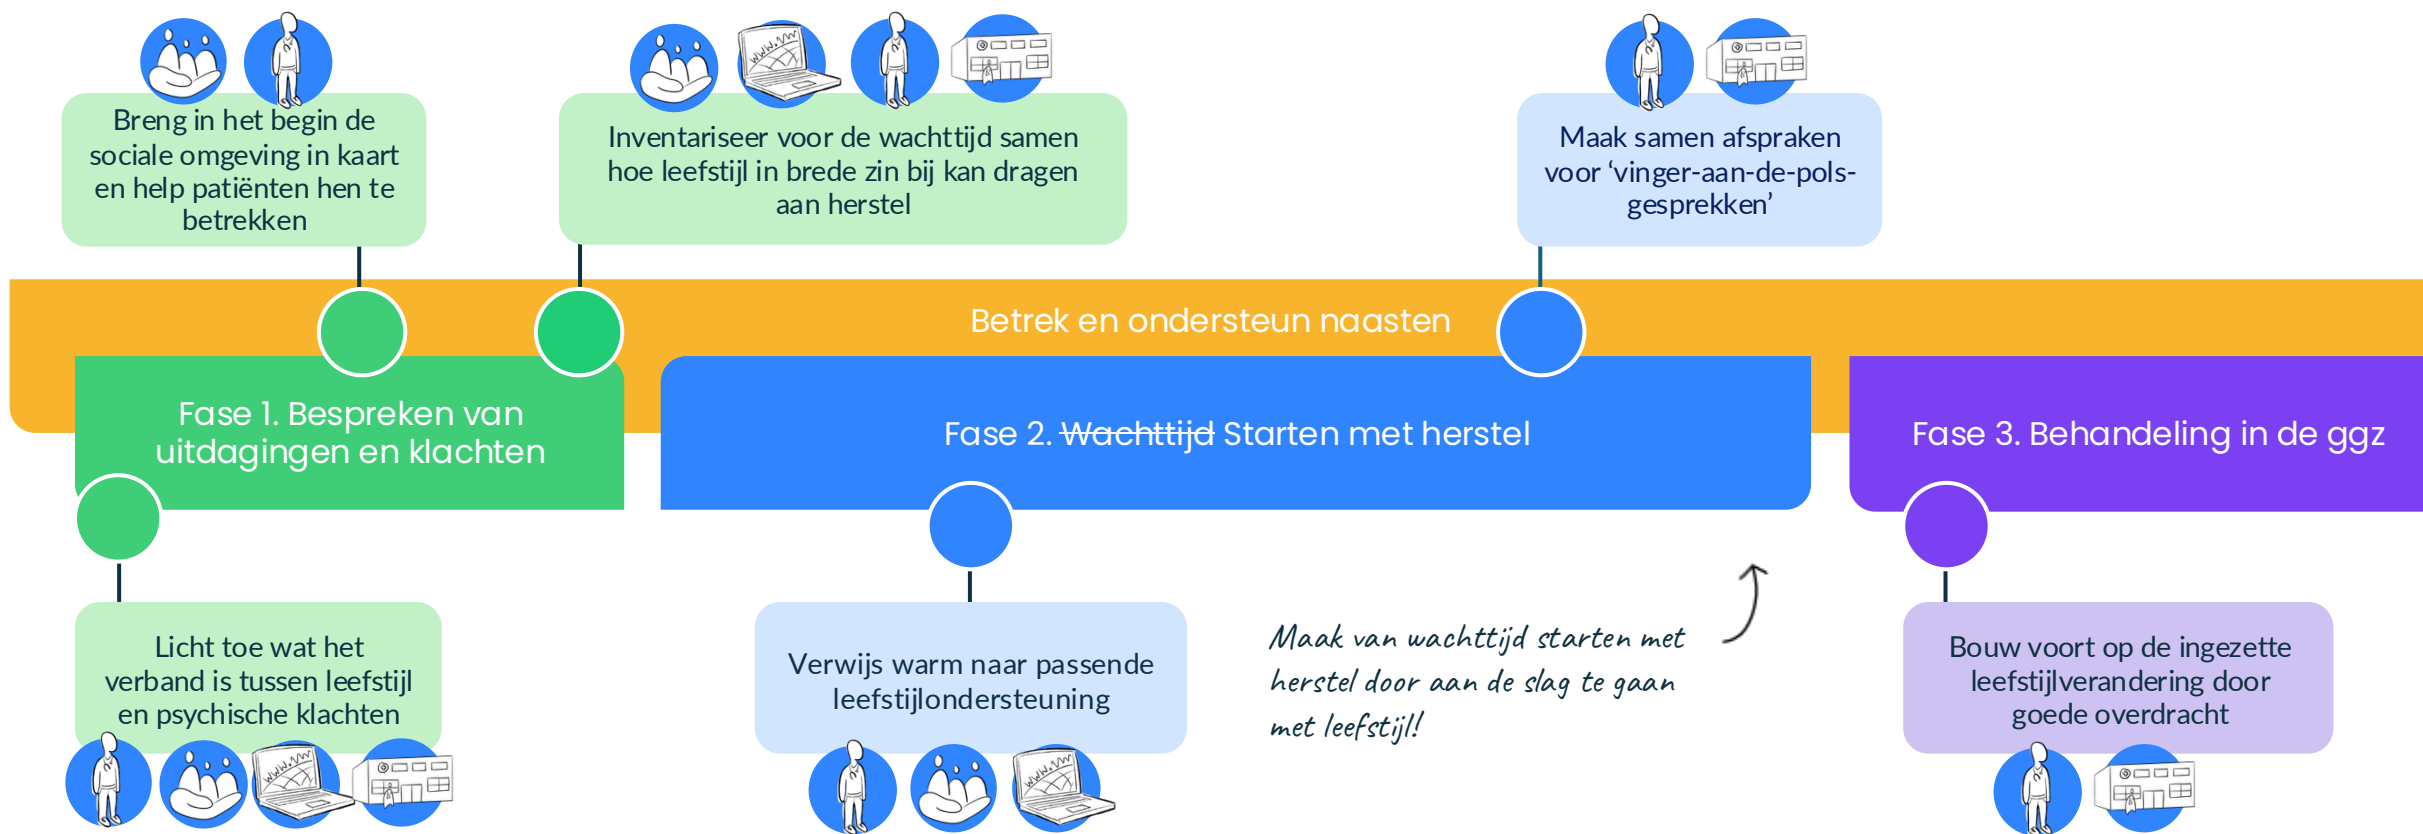 Breng in het begin de
sociale omgeving in kaart
en help patiënten hen te
betrekken
Inventariseer voor de wachttijd samen
hoe leefstijl in brede zin bij kan dragen
aan herstel
Maak samen afspraken
voor ‘vinger-aan-de-pols-
gesprekken’
Betrek en ondersteun naasten
Fase 1. Bespreken van
uitdagingen en klachten
Fase 2. Wachttijd Starten met herstel
Fase 3. Behandeling in de ggz
Licht toe wat het
verband is tussen leefstijl
en psychische klachten
Verwijs warm naar passende
leefstijlondersteuning
Maak van wachttijd starten met
herstel door aan de slag te gaan
met leefstijl!
Bouw voort op de ingezette
leefstijlverandering door
goede overdracht
www.
www.
www.